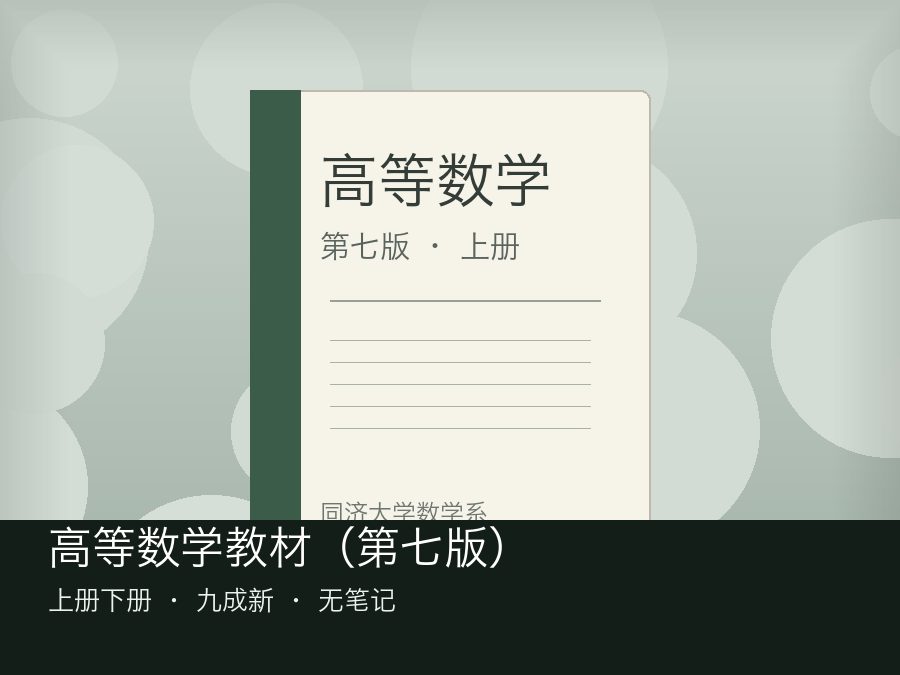 高等数学
第七版 · 上册
同济大学数学系
高等数学教材（第七版）
上册下册 · 九成新 · 无笔记